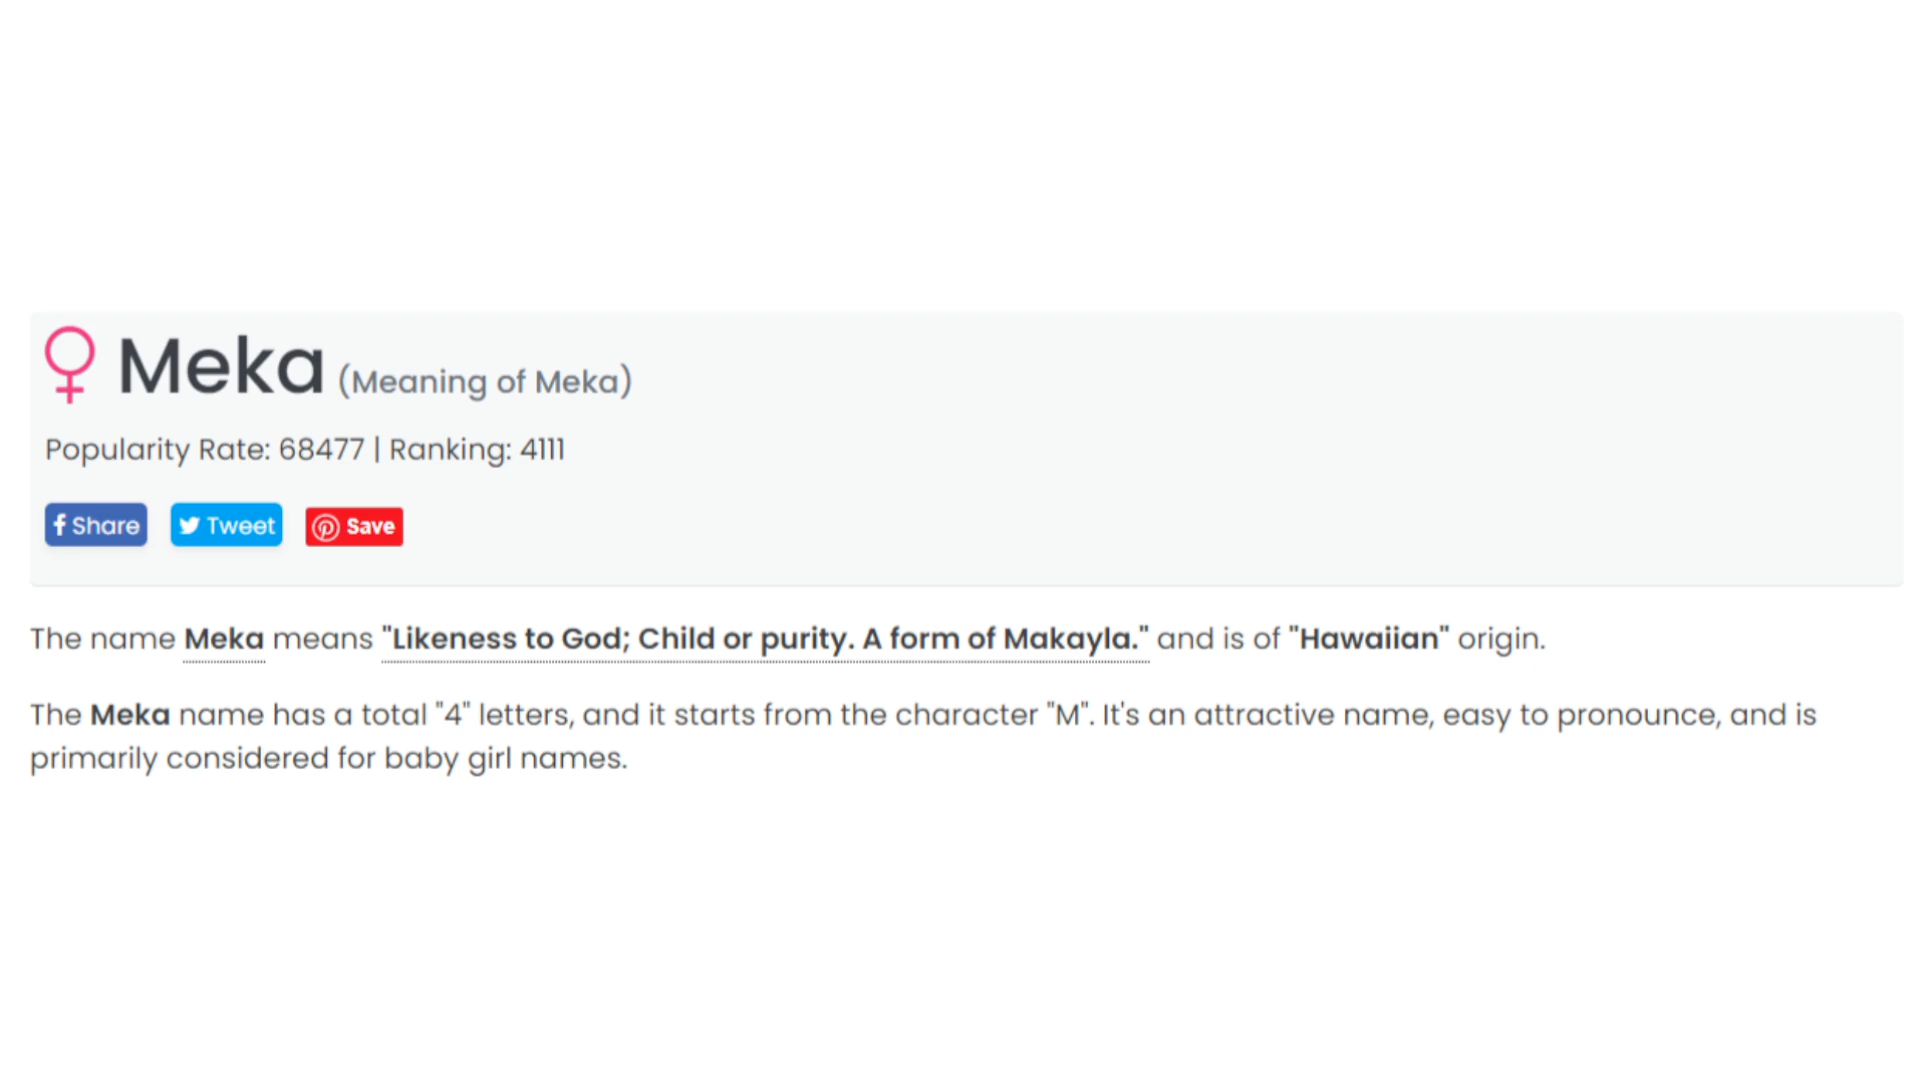 Meka (Meaning of Meka)
Popularity Rate: 68477 | Ranking: 4111
Share Tweet Save
The name Meka means "Likeness to God; Child or purity. A form of Makayla." and is of "Hawaiian" origin.
The Meka name has a total "4" letters, and it starts from the character "M". It's an attractive name, easy to pronounce, and is
primarily considered for baby girl names.